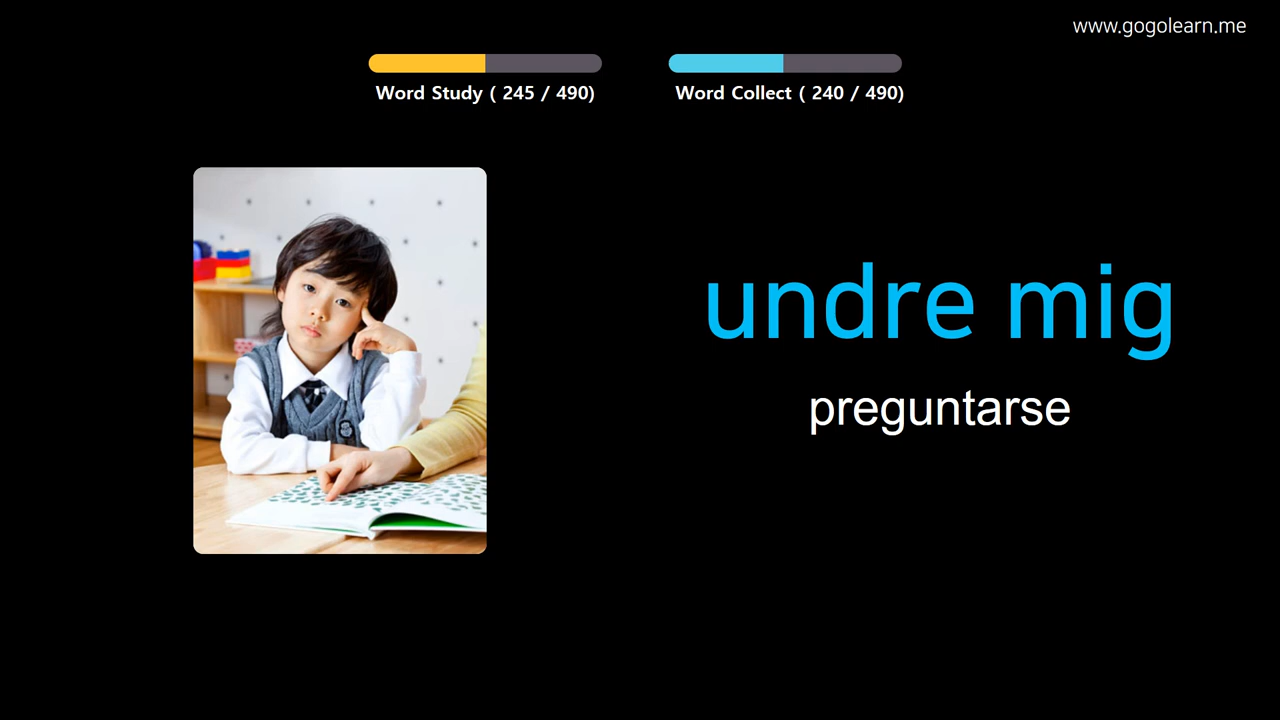 www.gogolearn.me
Word Study ( 245 / 490)
Word Collect ( 240 / 490)
undre mig
preguntarse